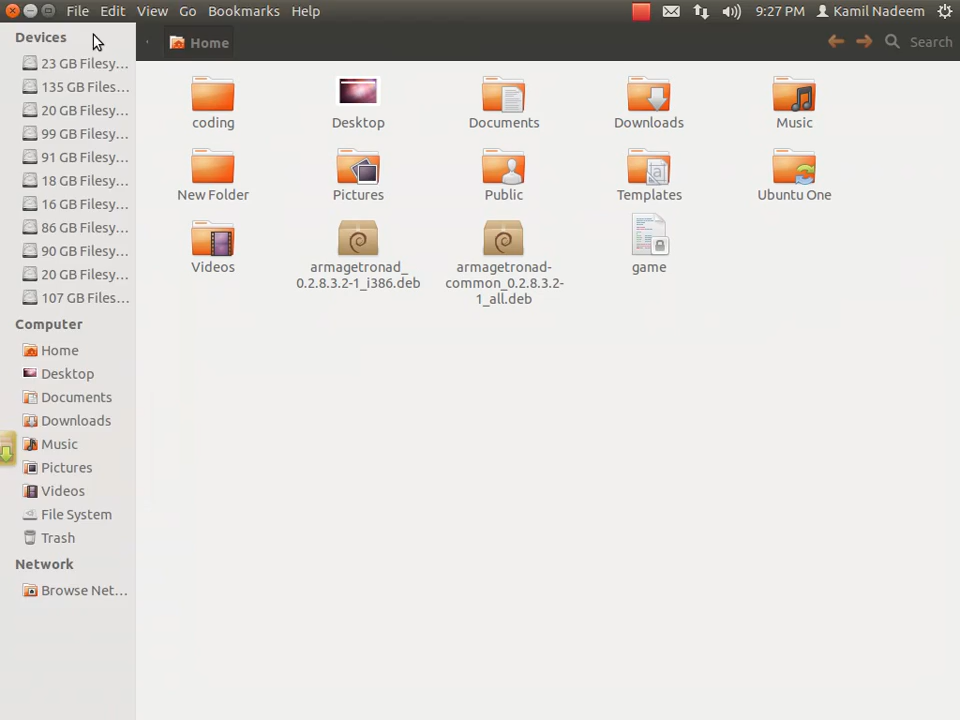 File Edit View Go Bookmarks Help 9:27 PM Kamil Nadeem
Devices
23 GB Filesy...
135 GB Files...
20 GB Filesy...
99 GB Filesy...
91 GB Filesy...
18 GB Filesy...
16 GB Filesy...
86 GB Filesy...
90 GB Filesy...
20 GB Filesy...
107 GB Files...
Computer
Home
Desktop
Documents
Downloads
Music
Pictures
Videos
File System
Trash
Network
Browse Net...
Home Search
coding Desktop Documents Downloads Music
New Folder Pictures Public Templates Ubuntu One
Videos armagetronad_ armagetronad- game
0.2.8.3.2-1_i386.deb common_0.2.8.3.2-
1_all.deb